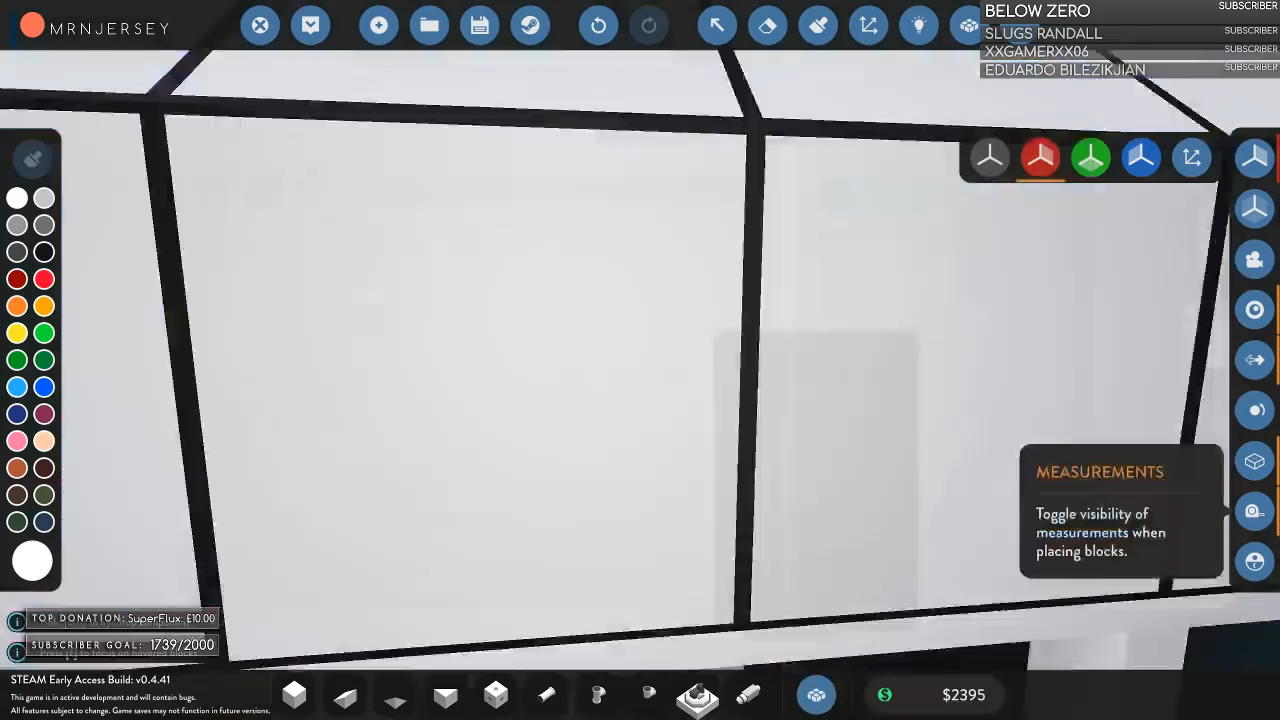 MRNJERSEY
BELOW ZERO SUBSCRIBER
SLUGS RANDALL SUBSCRIBER
XXGAMERXX06 SUBSCRIBER
EDUARDO BILEZIKJIAN SUBSCRIBER
MEASUREMENTS
Toggle visibility of
measurements when
placing blocks.
TOP DONATION: SuperFlux: £10.00
SUBSCRIBER GOAL: 1739/2000
STEAM Early Access Build: v0.4.41
This game is in active development and will contain bugs.
All features subject to change. Game saves may not function in future versions.
$2395